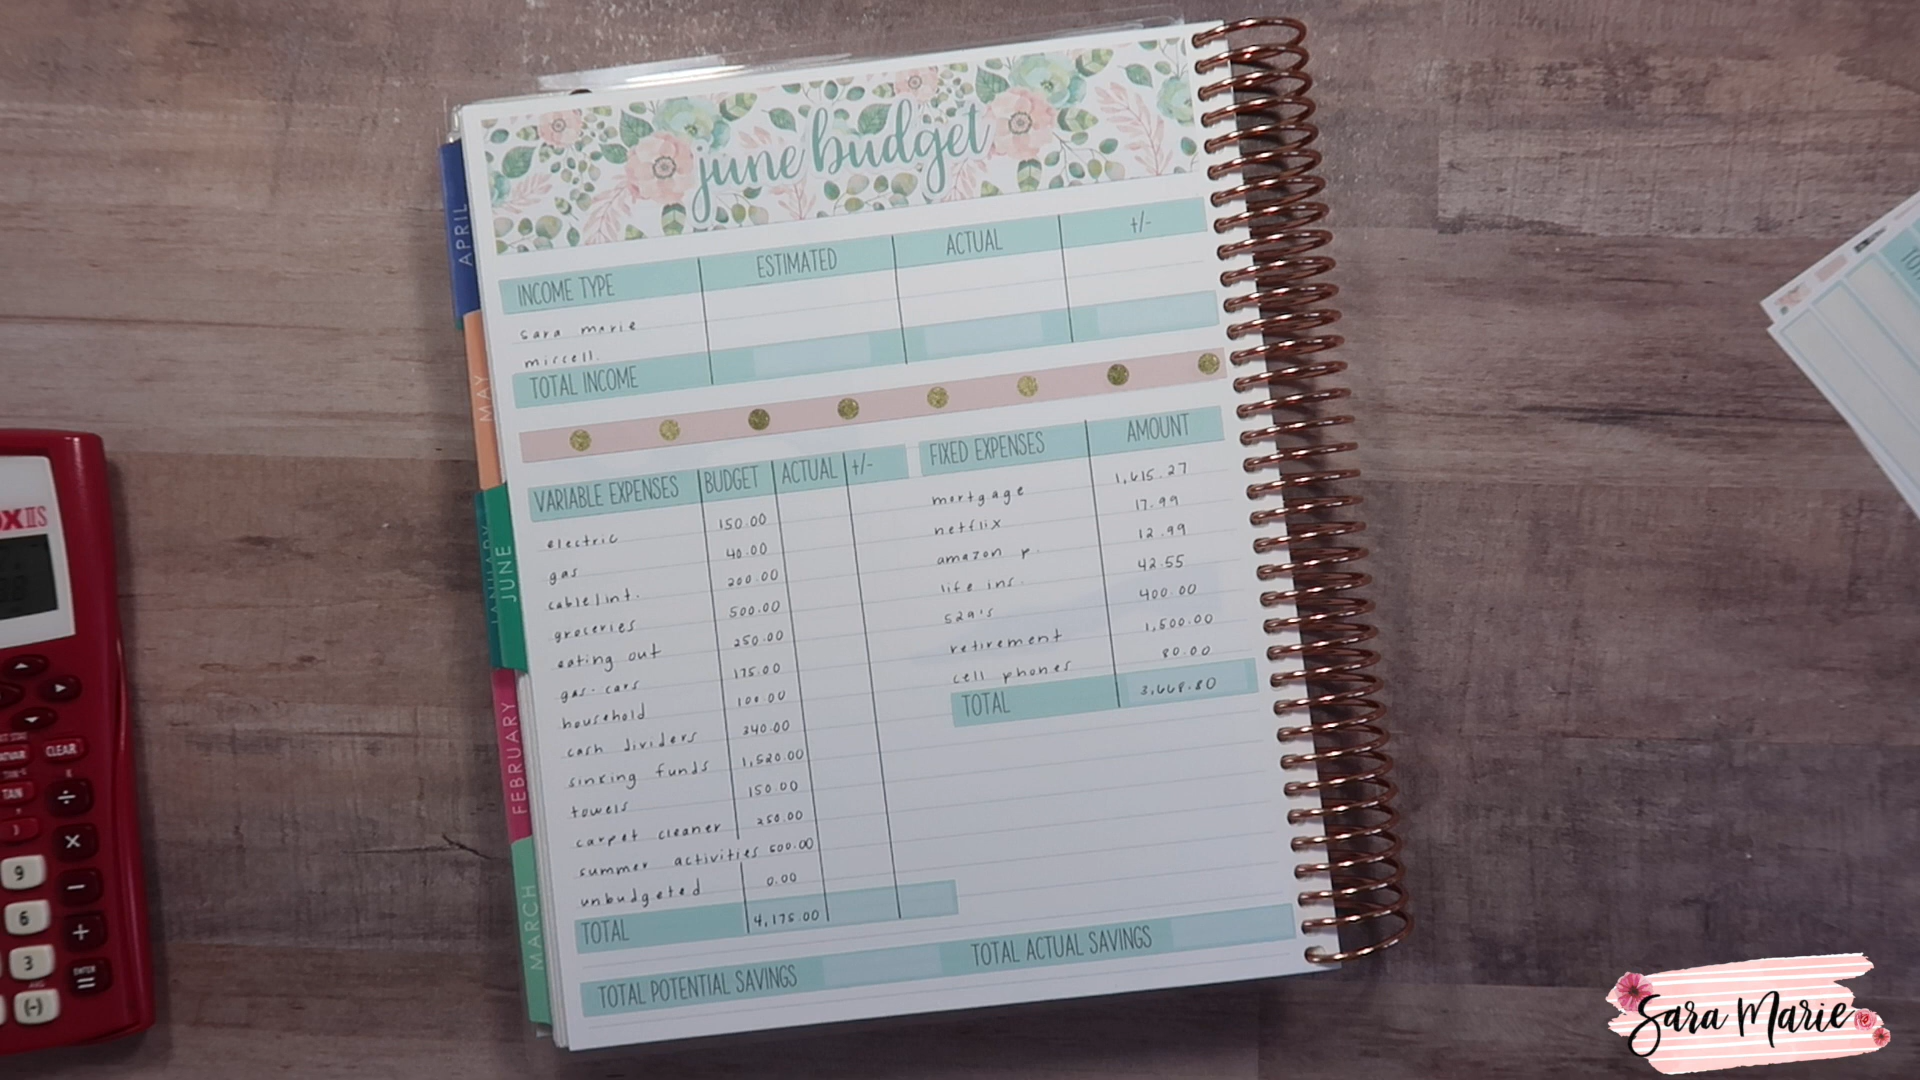 june budget
INCOME TYPE ESTIMATED ACTUAL +/-
sara marie
miscell.
TOTAL INCOME
VARIABLE EXPENSES BUDGET ACTUAL +/-
electric 150.00
gas 40.00
cable/int. 200.00
groceries 500.00
eating out 250.00
gas-cars 175.00
household 100.00
cash dividers 340.00
sinking funds 1,520.00
towels 150.00
carpet cleaner 250.00
summer activities 500.00
unbudgeted 0.00
TOTAL 4,175.00
FIXED EXPENSES AMOUNT
mortgage 1,615.27
netflix 17.99
amazon p. 12.99
life ins. 42.55
529's 400.00
retirement 1,500.00
cell phones 80.00
TOTAL 3,668.80
TOTAL POTENTIAL SAVINGS
TOTAL ACTUAL SAVINGS
APRIL
MAY
JANUARY
JUNE
FEBRUARY
MARCH
X IIS
CLEAR
TAN
)
÷
×
9
−
6
+
3
ENTER
=
(-)
Sara Marie